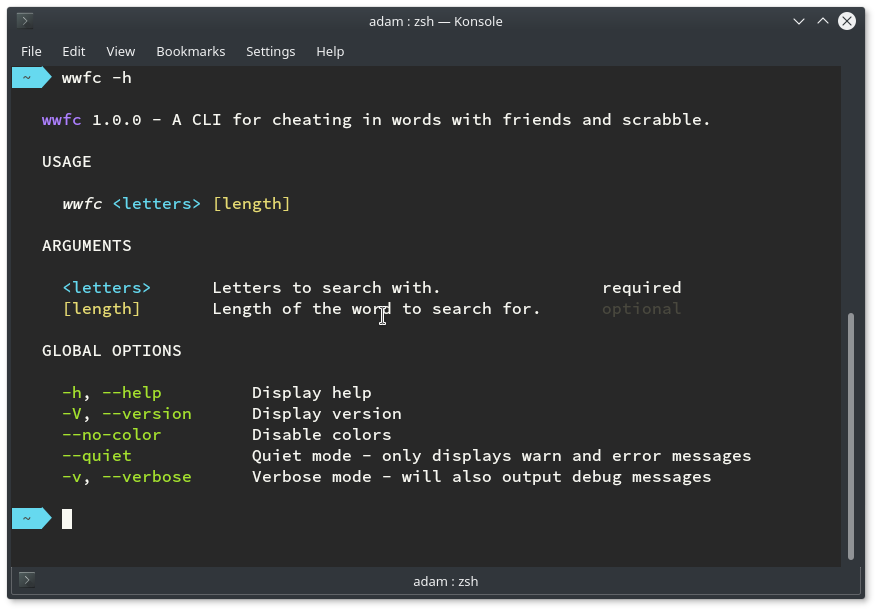 adam : zsh — Konsole
File Edit View Bookmarks Settings Help
~ wwfc -h
wwfc 1.0.0 - A CLI for cheating in words with friends and scrabble.
USAGE
wwfc <letters> [length]
ARGUMENTS
<letters> Letters to search with. required
[length] Length of the word to search for. optional
GLOBAL OPTIONS
-h, --help Display help
-V, --version Display version
--no-color Disable colors
--quiet Quiet mode - only displays warn and error messages
-v, --verbose Verbose mode - will also output debug messages
~
adam : zsh